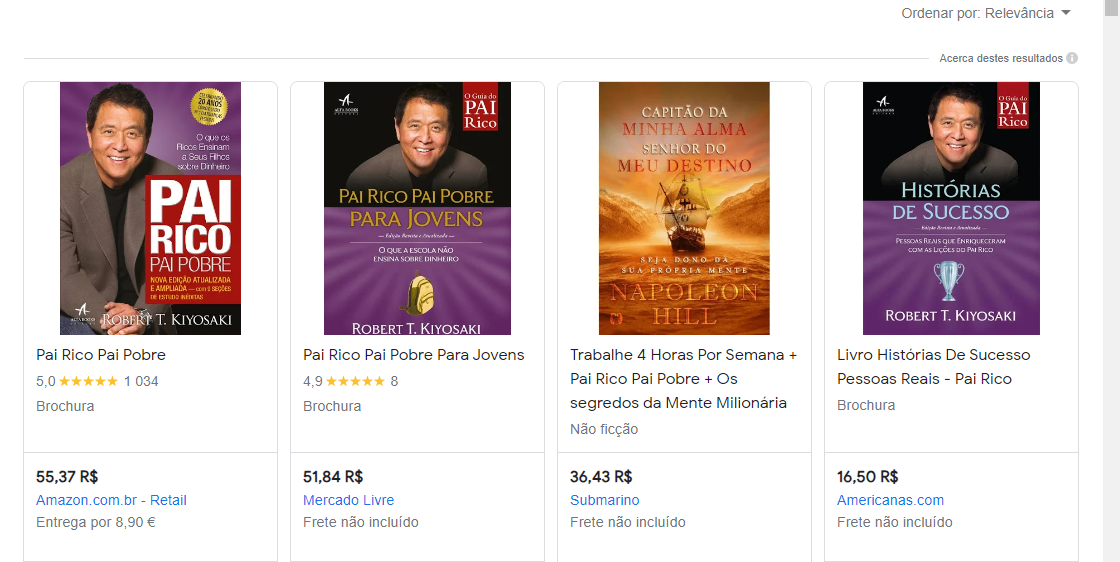 Ordenar por: Relevância
Acerca destes resultados
20 ANOS
O que os
Ricos Ensinam
a Seus Filhos
sobre Dinheiro
PAI
RICO
PAI POBRE
NOVA EDIÇÃO ATUALIZADA
E AMPLIADA — com 9 SEÇÕES
DE ESTUDO INÉDITAS
ALTA BOOKS
ROBERT T. KIYOSAKI
ALTA BOOKS
EDITORA
O Guia do
PAI
RICO
PAI RICO PAI POBRE
PARA JOVENS
— Edição Revista e Atualizada —
O QUE A ESCOLA NÃO
ENSINA SOBRE DINHEIRO
ROBERT T. KIYOSAKI
CAPITÃO DA
MINHA ALMA
SENHOR DO
MEU DESTINO
SEJA DONO DA
SUA PRÓPRIA MENTE
NAPOLEON
HILL
ALTA BOOKS
EDITORA
O Guia do
PAI
RICO
HISTÓRIAS
DE SUCESSO
— Edição Revista e Atualizada —
PESSOAS REAIS QUE ENRIQUECERAM
COM AS LIÇÕES DO PAI RICO
ROBERT T. KIYOSAKI
Pai Rico Pai Pobre
5,0 ★★★★★ 1 034
Brochura
Pai Rico Pai Pobre Para Jovens
4,9 ★★★★★ 8
Brochura
Trabalhe 4 Horas Por Semana +
Pai Rico Pai Pobre + Os
segredos da Mente Milionária
Não ficção
Livro Histórias De Sucesso
Pessoas Reais - Pai Rico
Brochura
55,37 R$
Amazon.com.br - Retail
Entrega por 8,90 €
51,84 R$
Mercado Livre
Frete não incluído
36,43 R$
Submarino
Frete não incluído
16,50 R$
Americanas.com
Frete não incluído